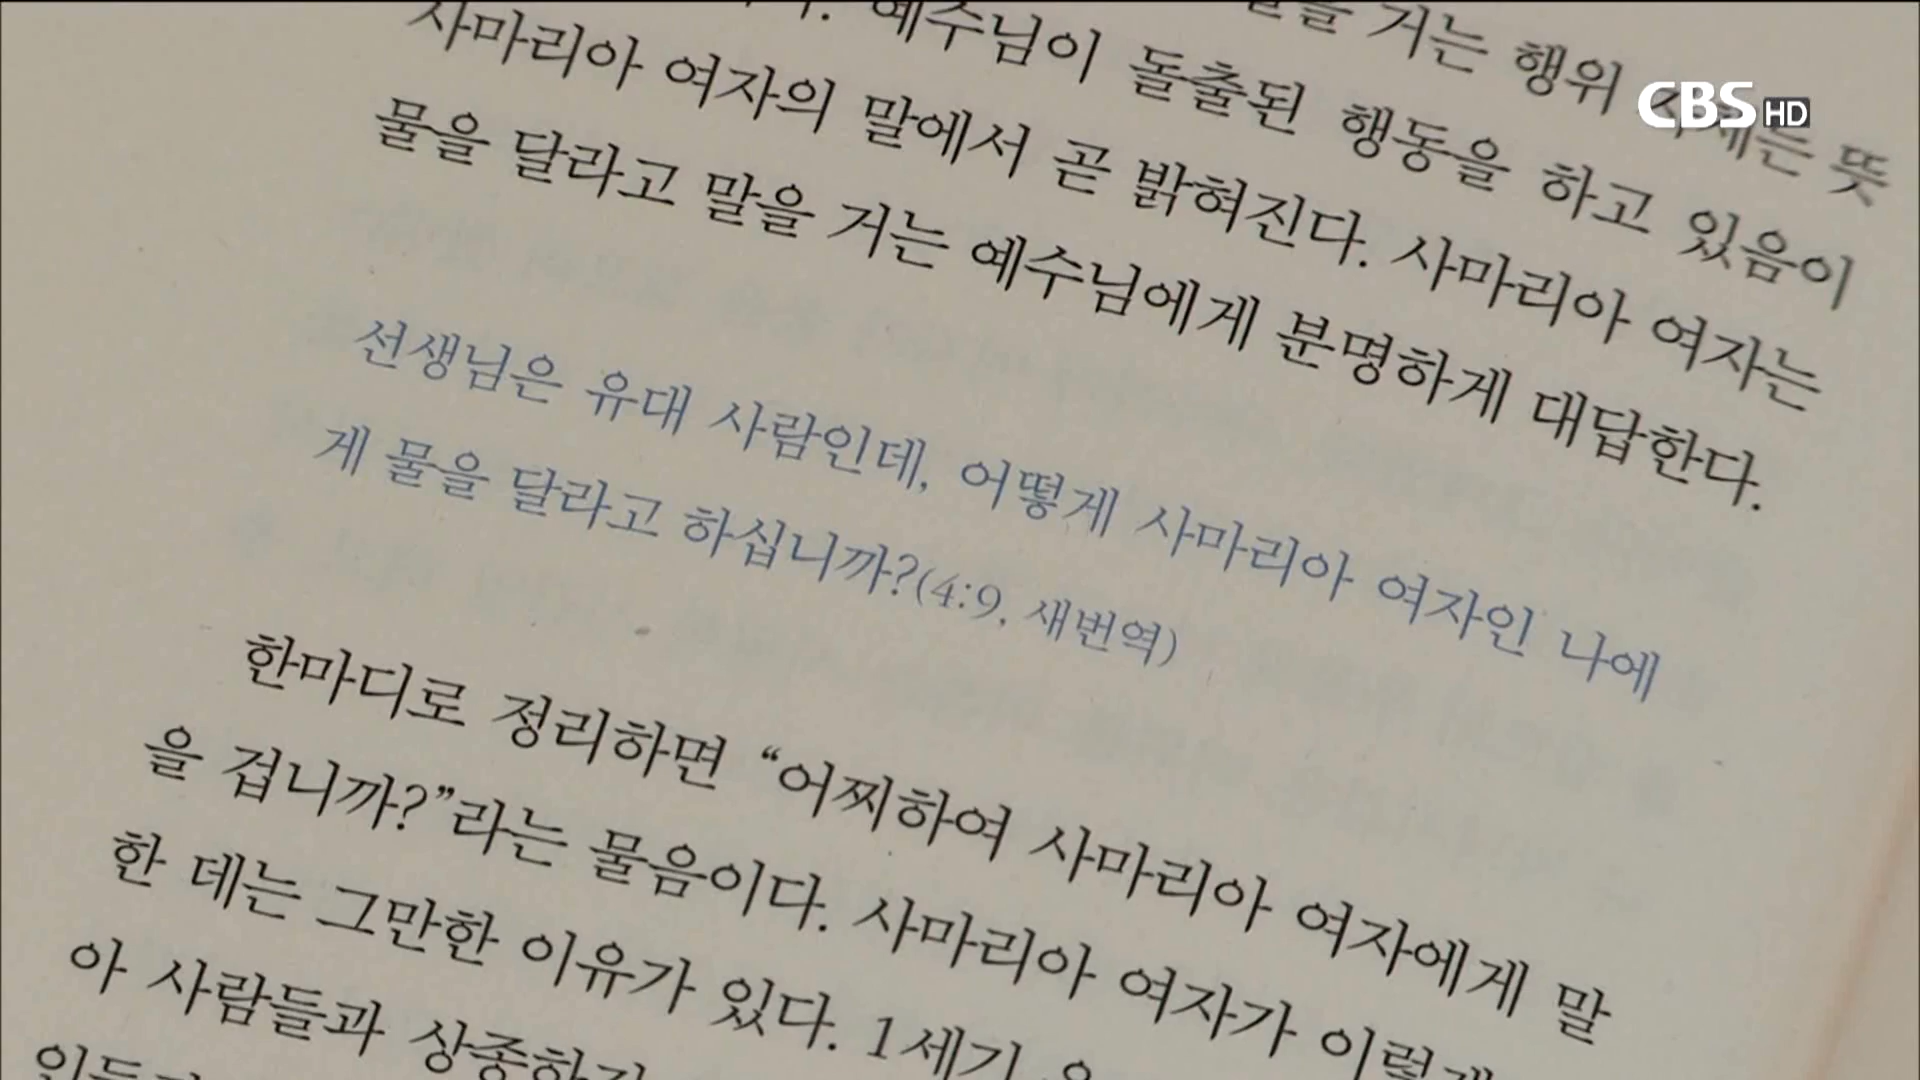 거는 행위 뜻
예수님이 돌출된 행동을 하고 있음이
CBS HD
사마리아 여자의 말에서 곧 밝혀진다. 사마리아 여자는
물을 달라고 말을 거는 예수님에게 분명하게 대답한다.
선생님은 유대 사람인데, 어떻게 사마리아 여자인 나에
게 물을 달라고 하십니까?(4:9, 새번역)
한마디로 정리하면 “어찌하여 사마리아 여자에게 말
을 겁니까?”라는 물음이다. 사마리아 여자가 이렇게
한 데는 그만한 이유가 있다. 1세기
아 사람들과 상종하지